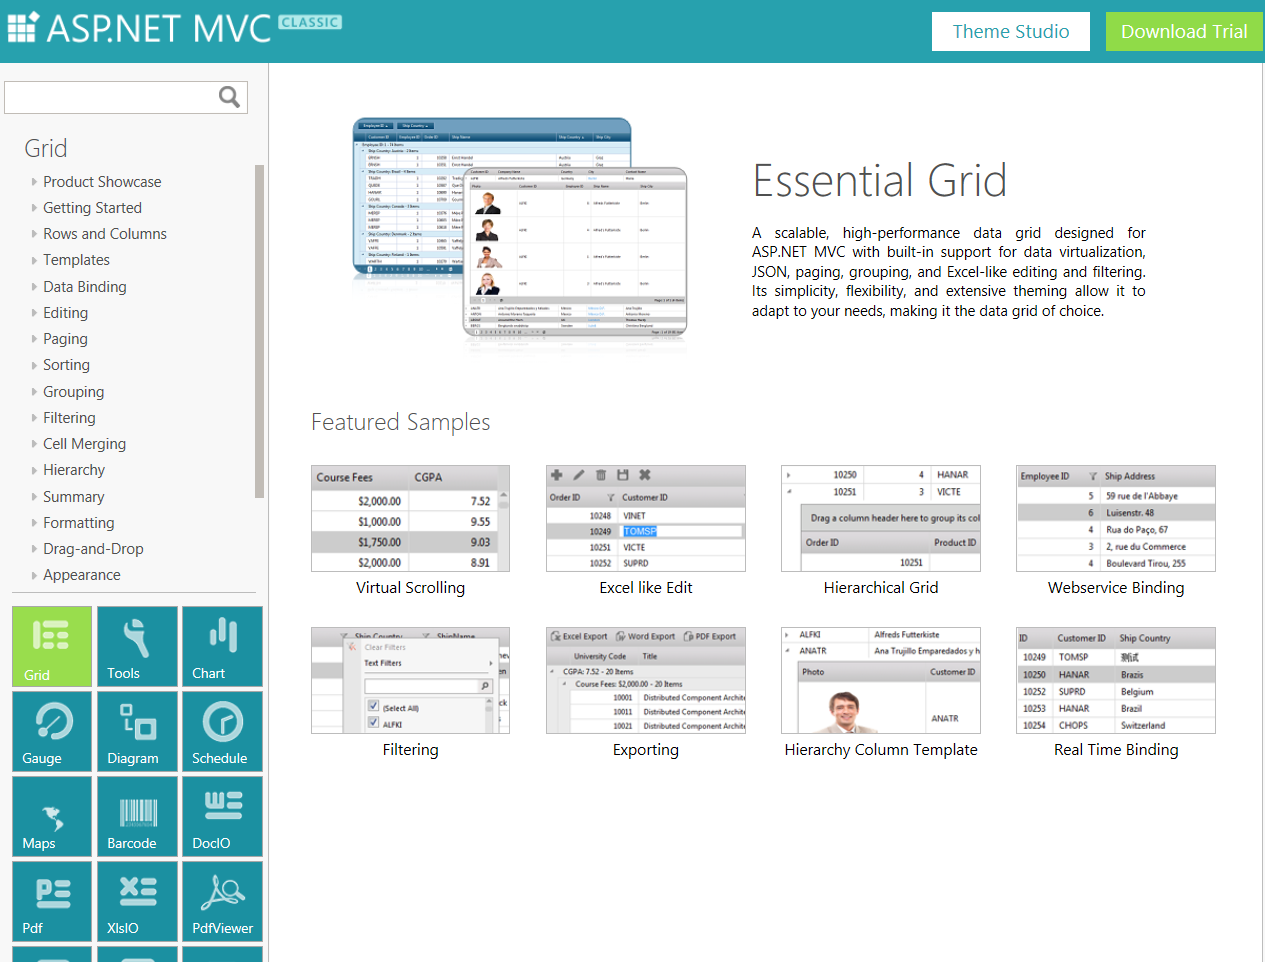 ASP.NET MVC CLASSIC
Theme Studio
Download Trial
Grid
Product Showcase
Getting Started
Rows and Columns
Templates
Data Binding
Editing
Paging
Sorting
Grouping
Filtering
Cell Merging
Hierarchy
Summary
Formatting
Drag-and-Drop
Appearance
Grid
Tools
Chart
Gauge
Diagram
Schedule
Maps
Barcode
DocIO
Pdf
XlsIO
PdfViewer
Essential Grid
A scalable, high-performance data grid designed for
ASP.NET MVC with built-in support for data virtualization,
JSON, paging, grouping, and Excel-like editing and filtering.
Its simplicity, flexibility, and extensive theming allow it to
adapt to your needs, making it the data grid of choice.
Featured Samples
Course Fees CGPA
$2,000.00 7.52
$1,000.00 9.55
$1,750.00 9.03
$2,000.00 8.91
Virtual Scrolling
Order ID Customer ID
10248 VINET
10249 TOMSP
10251 VICTE
10252 SUPRD
Excel like Edit
10250 4 HANAR
10251 3 VICTE
Drag a column header here to group its col
Order ID Product ID
10251
Hierarchical Grid
Employee ID Ship Address
5 59 rue de l'Abbaye
6 Luisenstr. 48
4 Rua do Paço, 67
3 2, rue du Commerce
4 Boulevard Tirou, 255
Webservice Binding
Ship Country ShipName
Clear Filters
Text Filters
(Select All)
ALFKI
Filtering
Excel Export Word Export PDF Export
University Code Title
CGPA: 7.52 - 20 Items
Course Fees: $2,000.00 - 20 Items
10001 Distributed Component Archite
10011 Distributed Component Archite
10021 Distributed Component Archite
Exporting
ALFKI Alfreds Futterkiste
ANATR Ana Trujillo Emparedados y h
Photo Customer ID
ANATR
Hierarchy Column Template
ID Customer ID Ship Country
10249 TOMSP 测试
10250 HANAR Brazis
10252 SUPRD Belgium
10253 HANAR Brazil
10254 CHOPS Switzerland
Real Time Binding